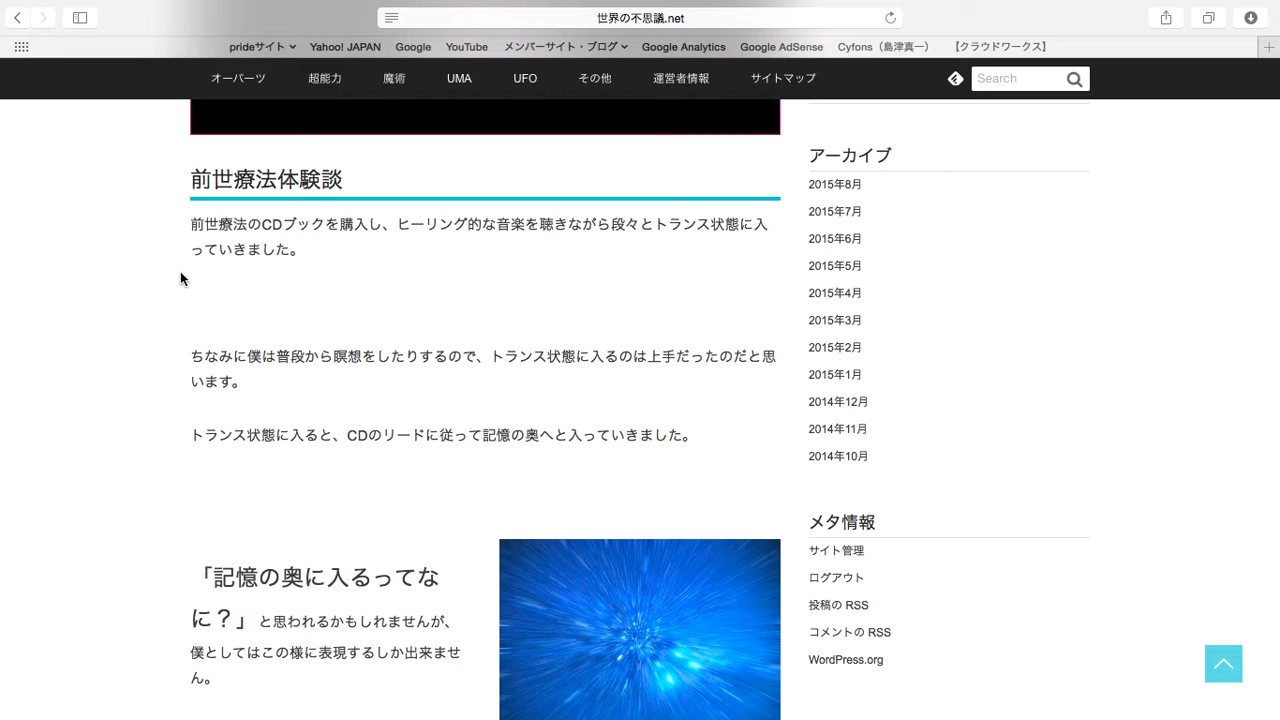 世界の不思議.net
prideサイト
Yahoo! JAPAN
Google
YouTube
メンバーサイト・ブログ
Google Analytics
Google AdSense
Cyfons（島津真一）
【クラウドワークス】
オーパーツ
超能力
魔術
UMA
UFO
その他
運営者情報
サイトマップ
Search
前世療法体験談
前世療法のCDブックを購入し、ヒーリング的な音楽を聴きながら段々とトランス状態に入
っていきました。
ちなみに僕は普段から瞑想をしたりするので、トランス状態に入るのは上手だったのだと思
います。
トランス状態に入ると、CDのリードに従って記憶の奥へと入っていきました。
「記憶の奥に入るってな
に？」と思われるかもしれませんが、
僕としてはこの様に表現するしか出来ませ
ん。
アーカイブ
2015年8月
2015年7月
2015年6月
2015年5月
2015年4月
2015年3月
2015年2月
2015年1月
2014年12月
2014年11月
2014年10月
メタ情報
サイト管理
ログアウト
投稿の RSS
コメントの RSS
WordPress.org